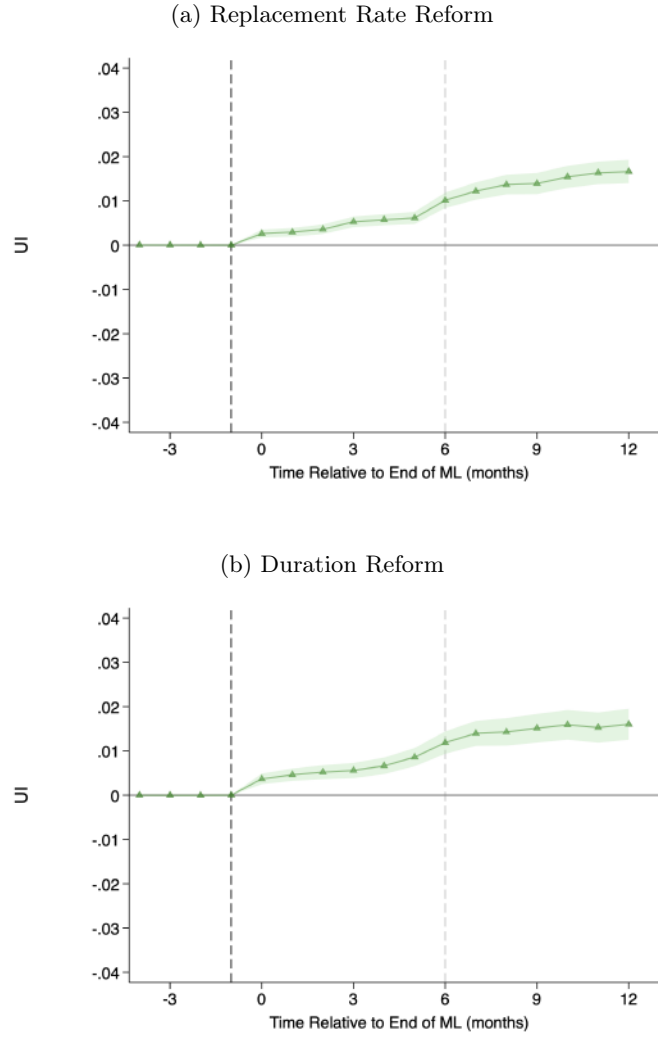 (a) Replacement Rate Reform
.04
.03
.02
.01
0
-.01
-.02
-.03
-.04
UI
-3 0 3 6 9 12
Time Relative to End of ML (months)
(b) Duration Reform
.04
.03
.02
.01
0
-.01
-.02
-.03
-.04
UI
-3 0 3 6 9 12
Time Relative to End of ML (months)